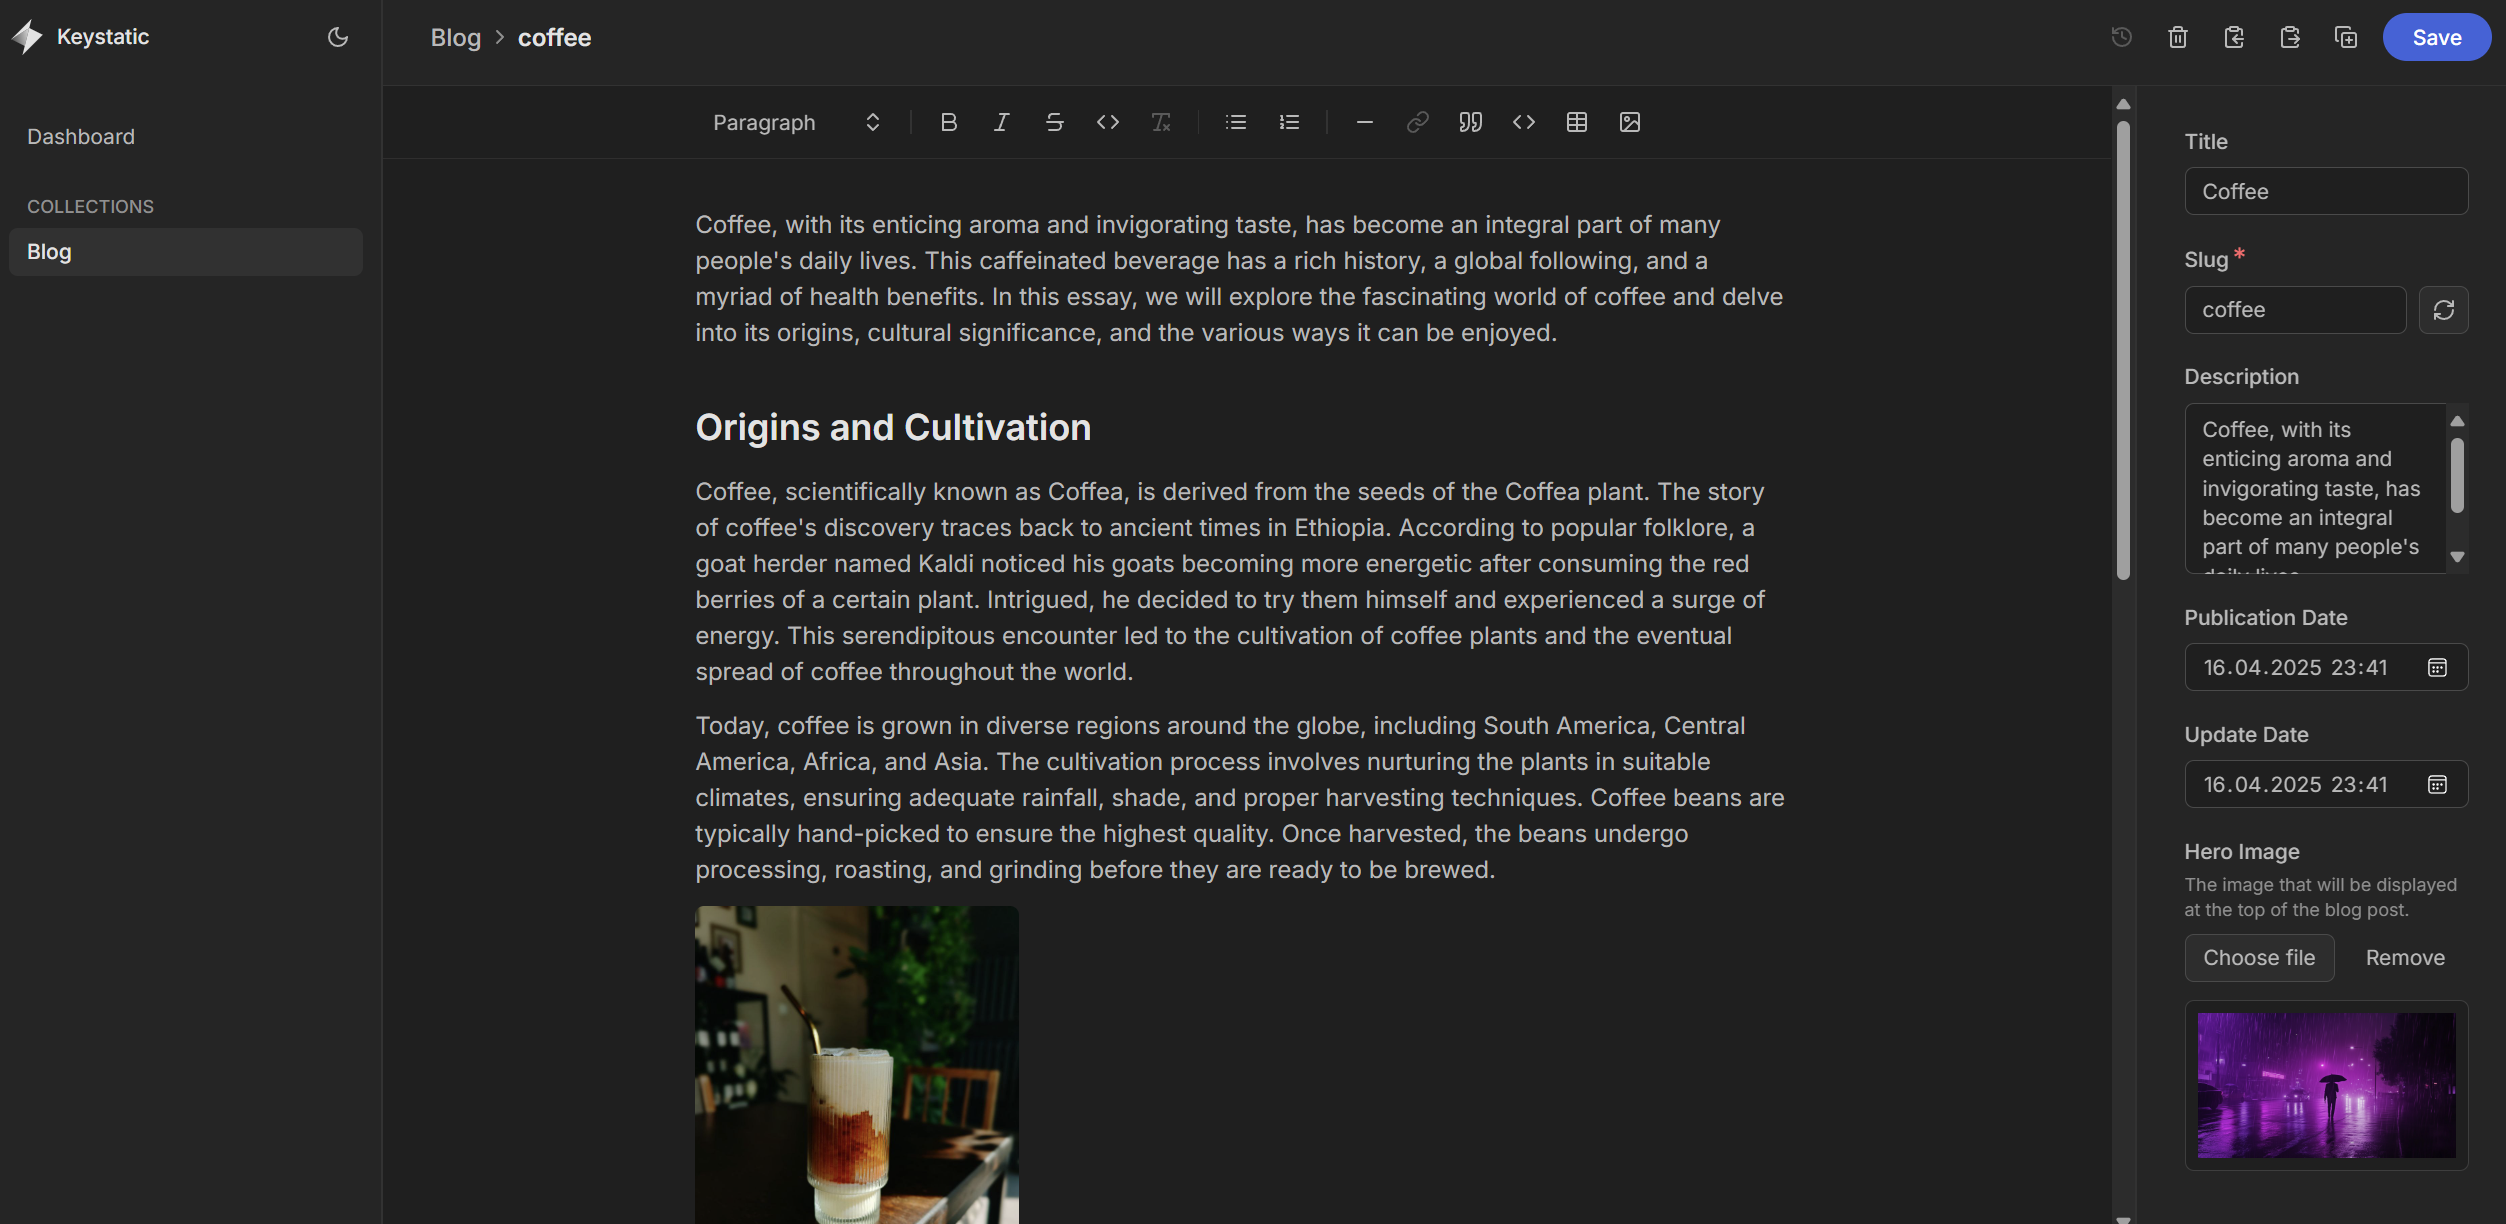 Keystatic
Dashboard
COLLECTIONS
Blog
Blog > coffee
Save
Paragraph
Coffee, with its enticing aroma and invigorating taste, has become an integral part of many
people's daily lives. This caffeinated beverage has a rich history, a global following, and a
myriad of health benefits. In this essay, we will explore the fascinating world of coffee and delve
into its origins, cultural significance, and the various ways it can be enjoyed.
Origins and Cultivation
Coffee, scientifically known as Coffea, is derived from the seeds of the Coffea plant. The story
of coffee's discovery traces back to ancient times in Ethiopia. According to popular folklore, a
goat herder named Kaldi noticed his goats becoming more energetic after consuming the red
berries of a certain plant. Intrigued, he decided to try them himself and experienced a surge of
energy. This serendipitous encounter led to the cultivation of coffee plants and the eventual
spread of coffee throughout the world.
Today, coffee is grown in diverse regions around the globe, including South America, Central
America, Africa, and Asia. The cultivation process involves nurturing the plants in suitable
climates, ensuring adequate rainfall, shade, and proper harvesting techniques. Coffee beans are
typically hand-picked to ensure the highest quality. Once harvested, the beans undergo
processing, roasting, and grinding before they are ready to be brewed.
Title
Coffee
Slug *
coffee
Description
Coffee, with its
enticing aroma and
invigorating taste, has
become an integral
part of many people's
Publication Date
16.04.2025 23:41
Update Date
16.04.2025 23:41
Hero Image
The image that will be displayed
at the top of the blog post.
Choose file
Remove